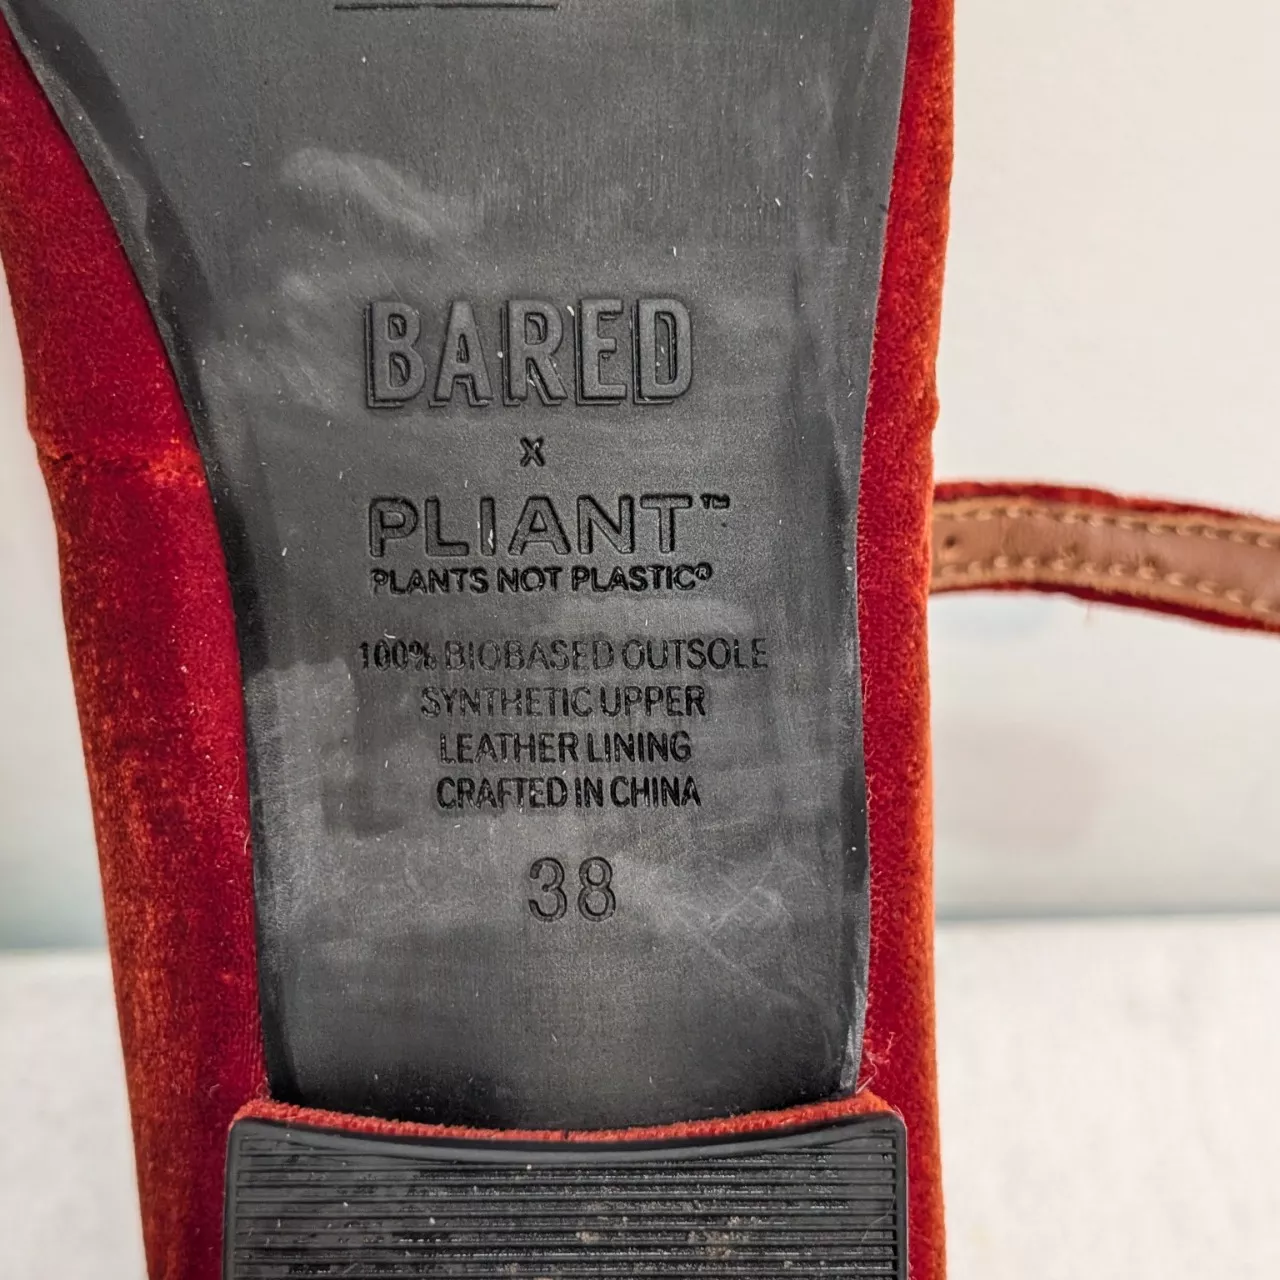 BARED
x
PLIANT™
PLANTS NOT PLASTIC®
100% BIOBASED OUTSOLE
SYNTHETIC UPPER
LEATHER LINING
CRAFTED IN CHINA
38